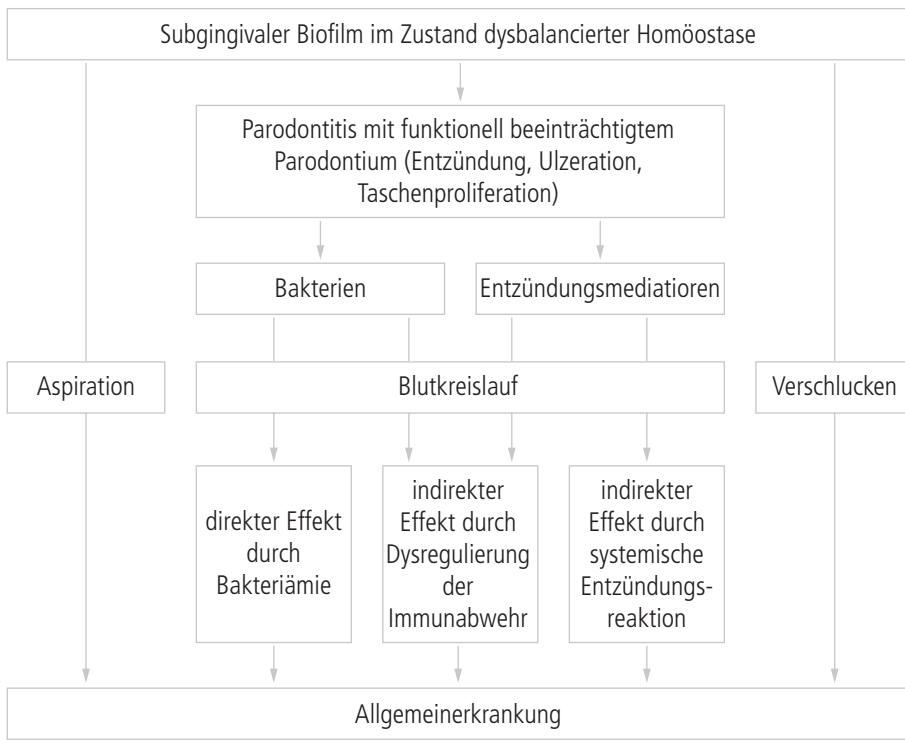 Subgingivaler Biofilm im Zustand dysbalancierter Homöostase
Parodontitis mit funktionell beeinträchtigtem
Parodontium (Entzündung, Ulzeration,
Taschenproliferation)
Bakterien
Entzündungsmediatioren
Aspiration
Blutkreislauf
Verschlucken
direkter Effekt
durch
Bakteriämie
indirekter
Effekt durch
Dysregulierung
der
Immunabwehr
indirekter
Effekt durch
systemische
Entzündungs-
reaktion
Allgemeinerkrankung